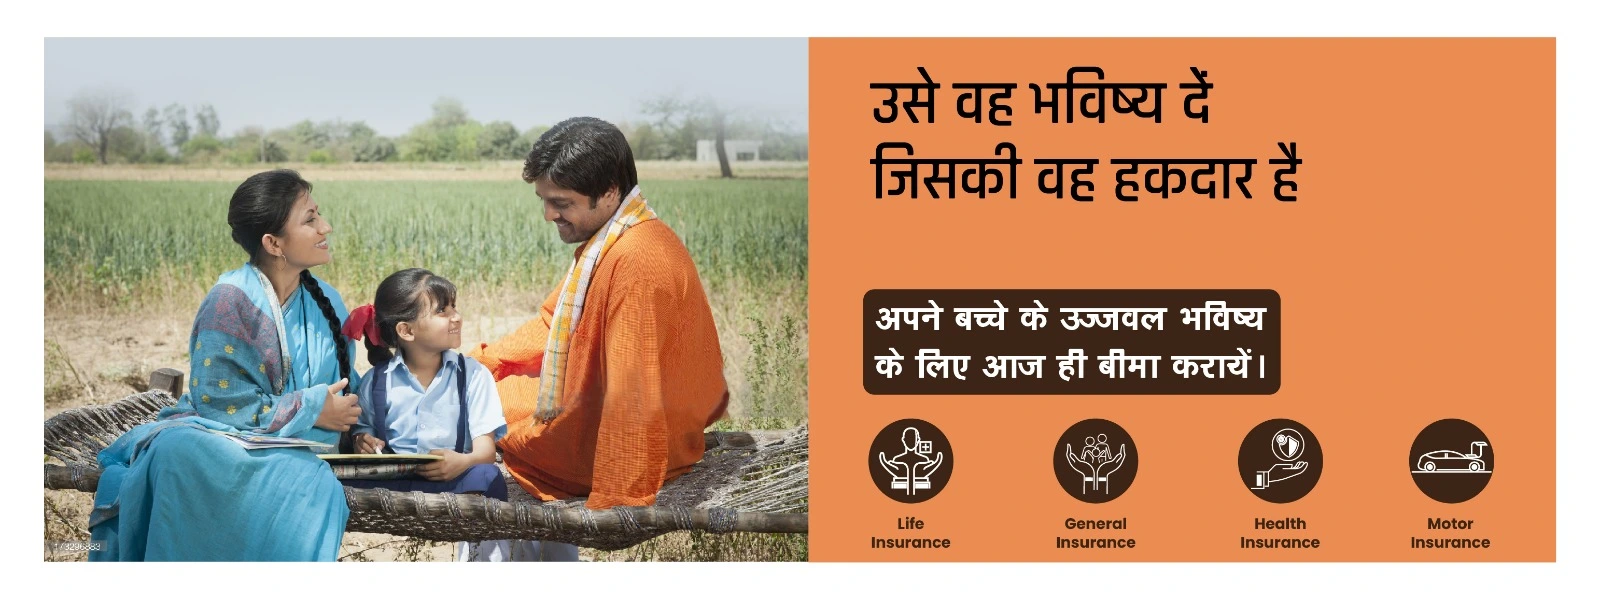 उसे वह भविष्य दें
जिसकी वह हकदार है
अपने बच्चे के उज्जवल भविष्य
के लिए आज ही बीमा करायें।
Life
Insurance
General
Insurance
Health
Insurance
Motor
Insurance